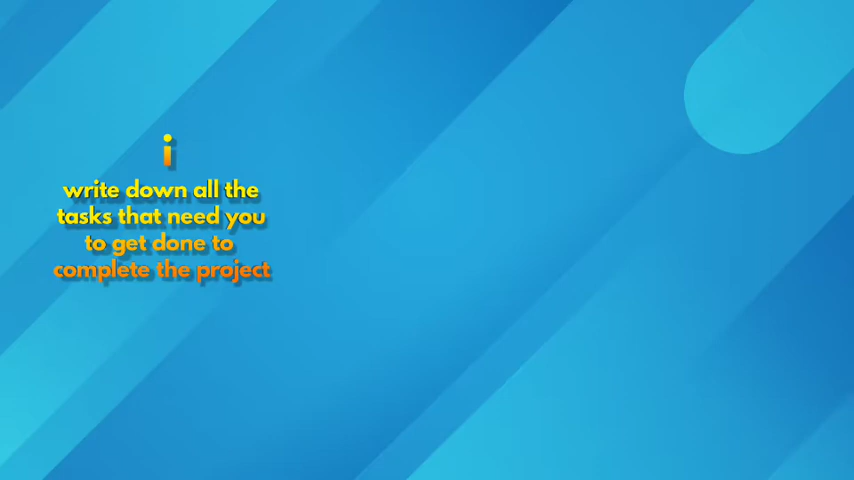 i
write down all the
tasks that need you
to get done to
complete the project